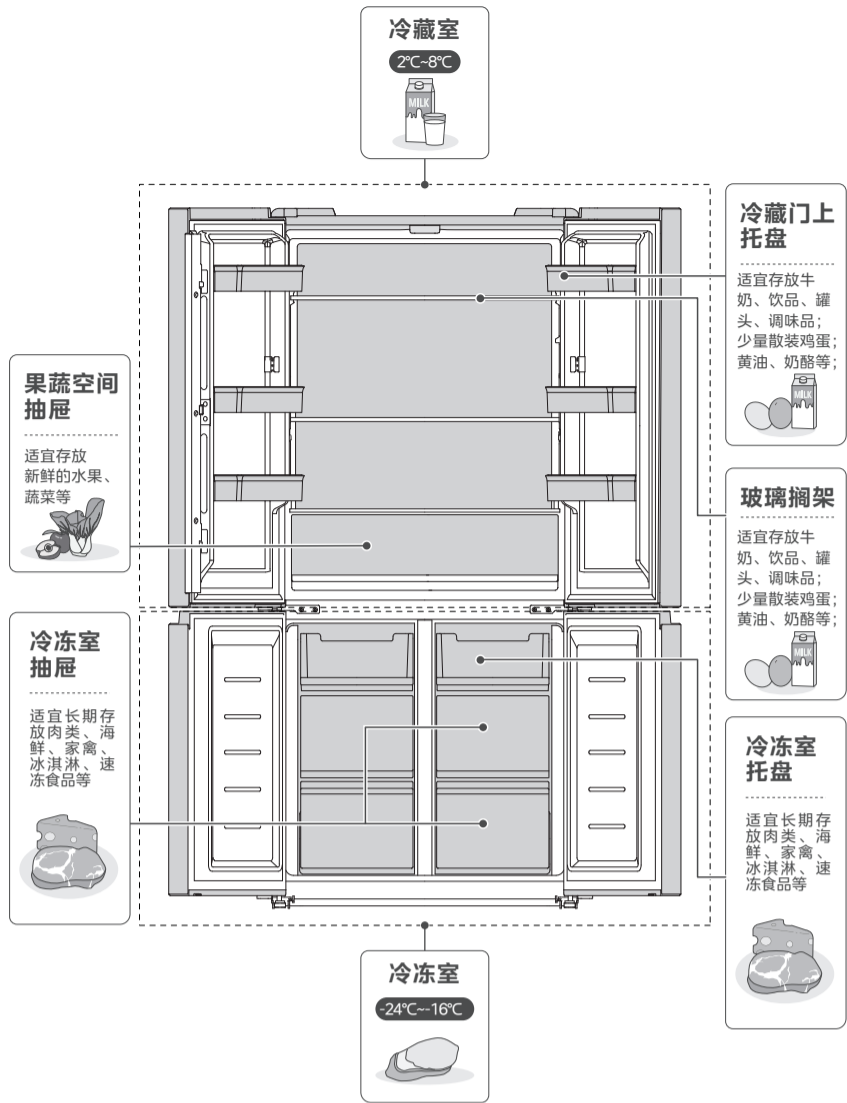 冷藏室
2℃~8℃
MILK
冷藏门上
托盘
适宜存放牛
奶、饮品、罐
头、调味品；
少量散装鸡蛋；
黄油、奶酪等；
MILK
果蔬空间
抽屉
适宜存放
新鲜的水果、
蔬菜等
玻璃搁架
适宜存放牛
奶、饮品、罐
头、调味品；
少量散装鸡蛋；
黄油、奶酪等；
MILK
冷冻室
抽屉
适宜长期存
放肉类、海
鲜、家禽、
冰淇淋、速
冻食品等
冷冻室
托盘
适宜长期存
放肉类、海
鲜、家禽、
冰淇淋、速
冻食品等
冷冻室
-24℃~-16℃